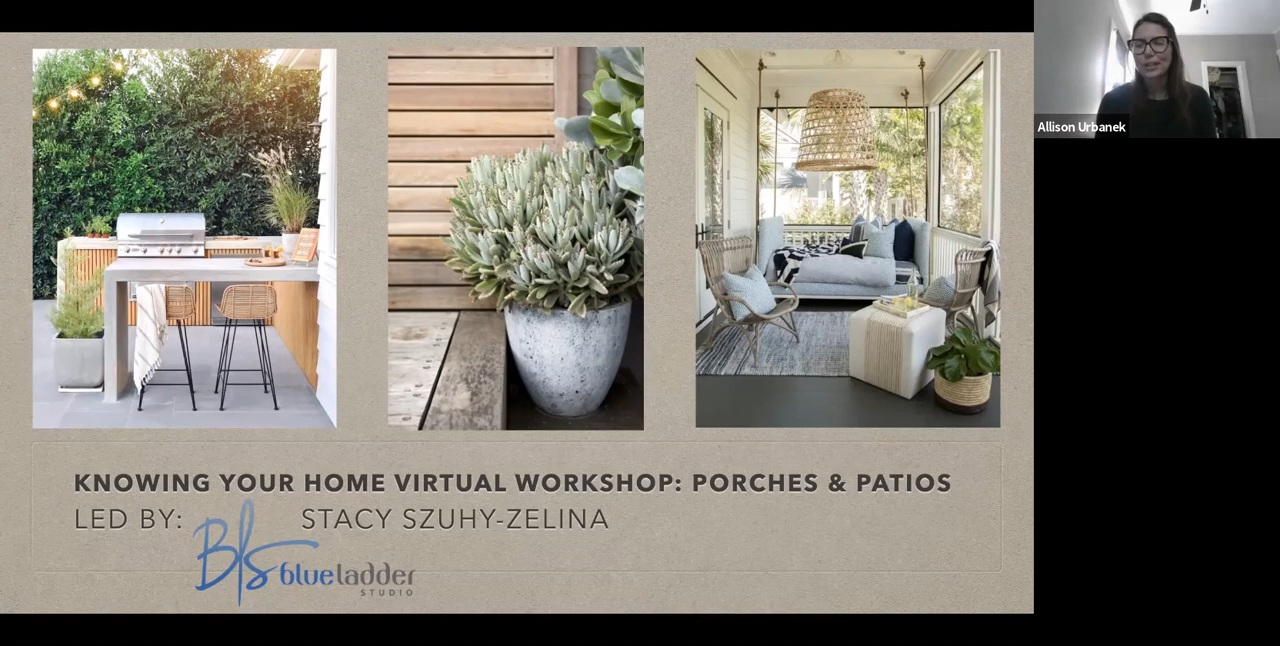 KNOWING YOUR HOME VIRTUAL WORKSHOP: PORCHES & PATIOS
LED BY: STACY SZUHY-ZELINA
BLS blueladder
STUDIO
Allison Urbanek